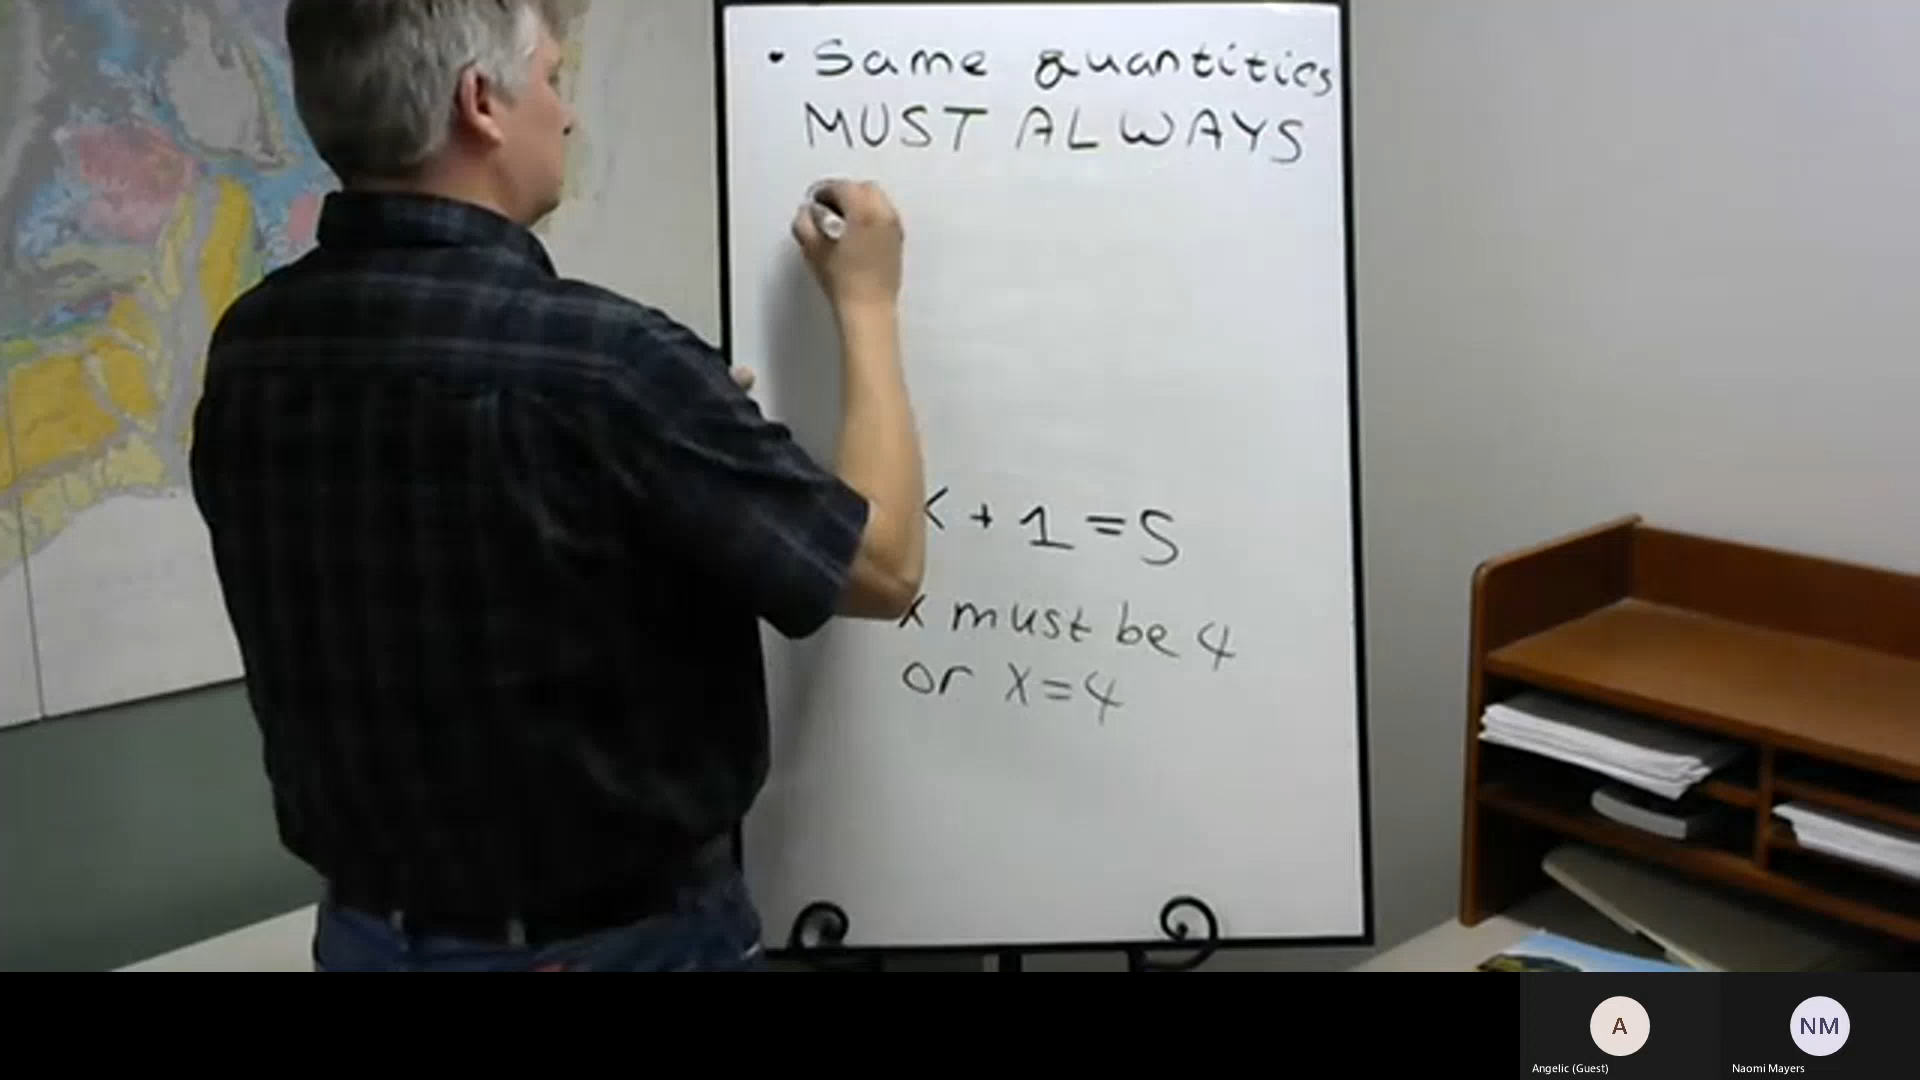 • Same quantities
MUST ALWAYS
x + 1 = 5
x must be 4
or x = 4
A
NM
Angelic (Guest)
Naomi Mayers